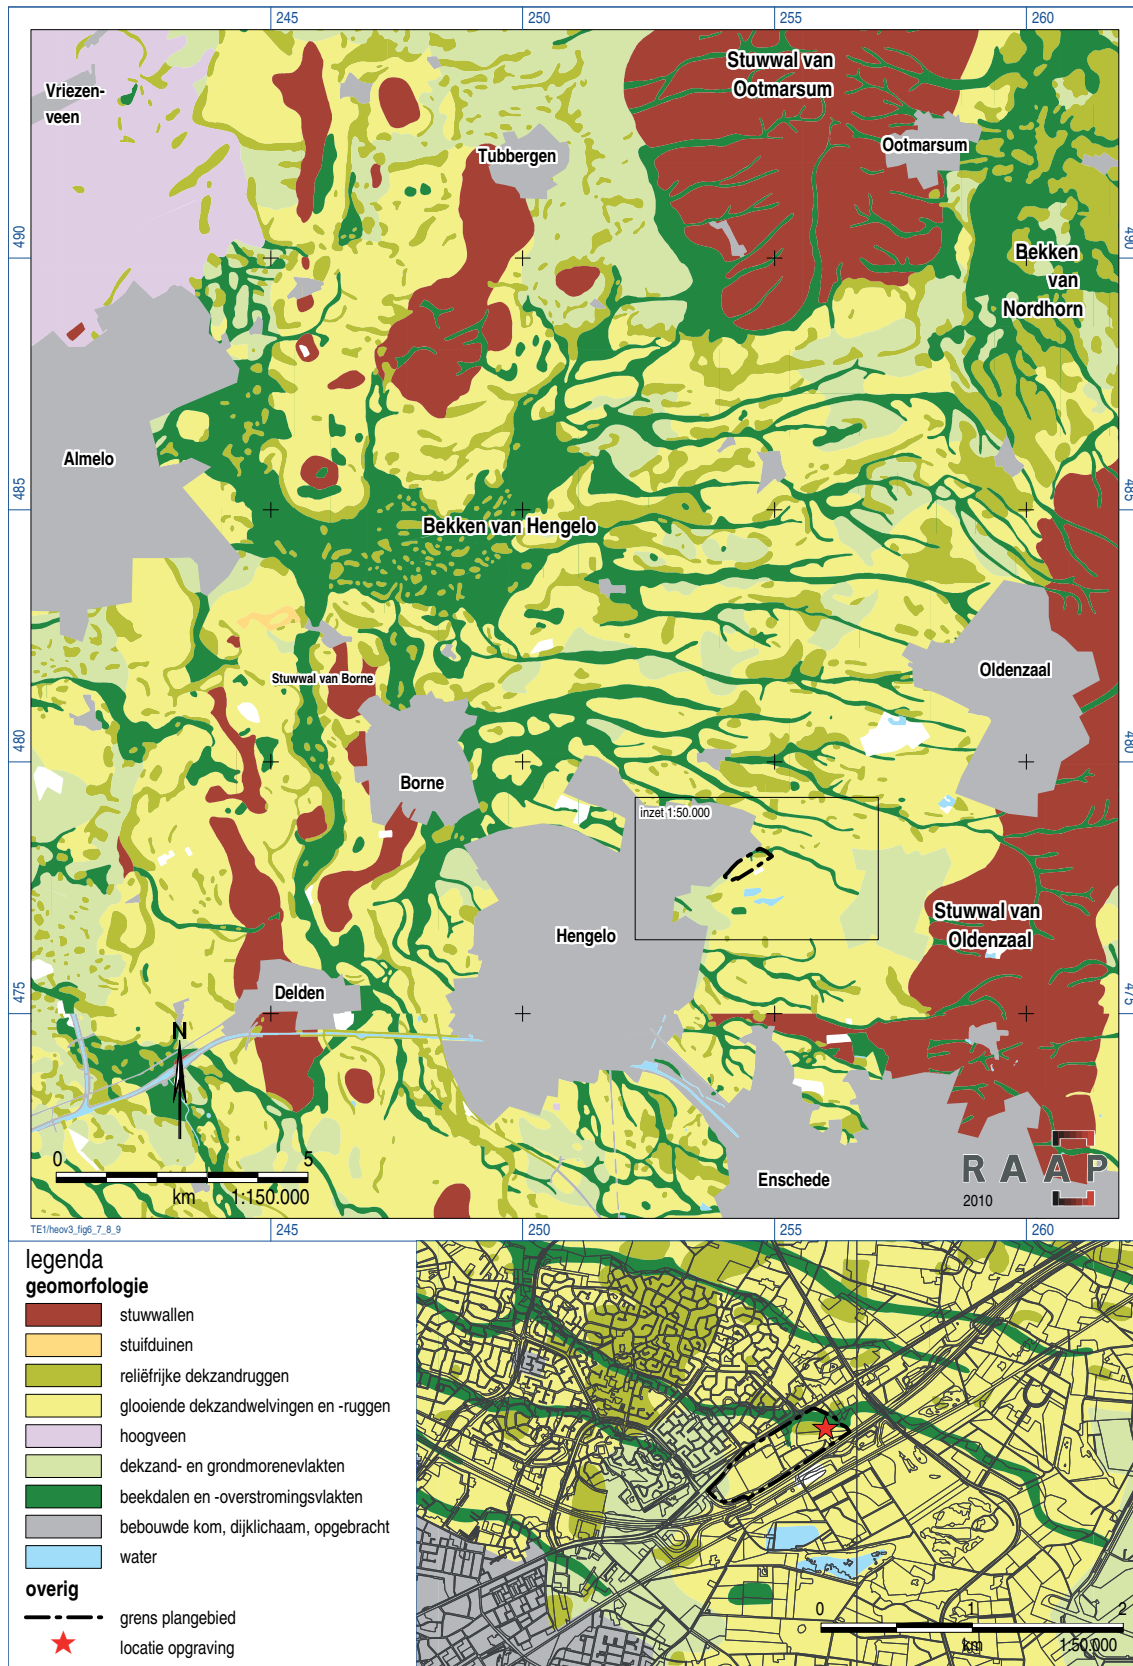 245 250 255 260
Vriezen-
veen
Stuwwal van
Ootmarsum
Tubbergen
Ootmarsum
490 490
Bekken
van
Nordhorn
Almelo
485 485
Bekken van Hengelo
Stuwwal van Borne
Oldenzaal
480 480
Borne
inzet 1:50.000
Stuwwal van
Oldenzaal
Hengelo
Delden
475 475
N
0 5
km 1:150.000
Enschede
RAAP
2010
TE1/heov3_fig6_7_8_9
245 250 255 260
legenda
geomorfologie
stuwwallen
stuifduinen
reliëfrijke dekzandruggen
glooiende dekzandwelvingen en -ruggen
hoogveen
dekzand- en grondmorenevlakten
beekdalen en -overstromingsvlakten
bebouwde kom, dijklichaam, opgebracht
water
overig
grens plangebied
locatie opgraving
0 1 2
km 1:50.000